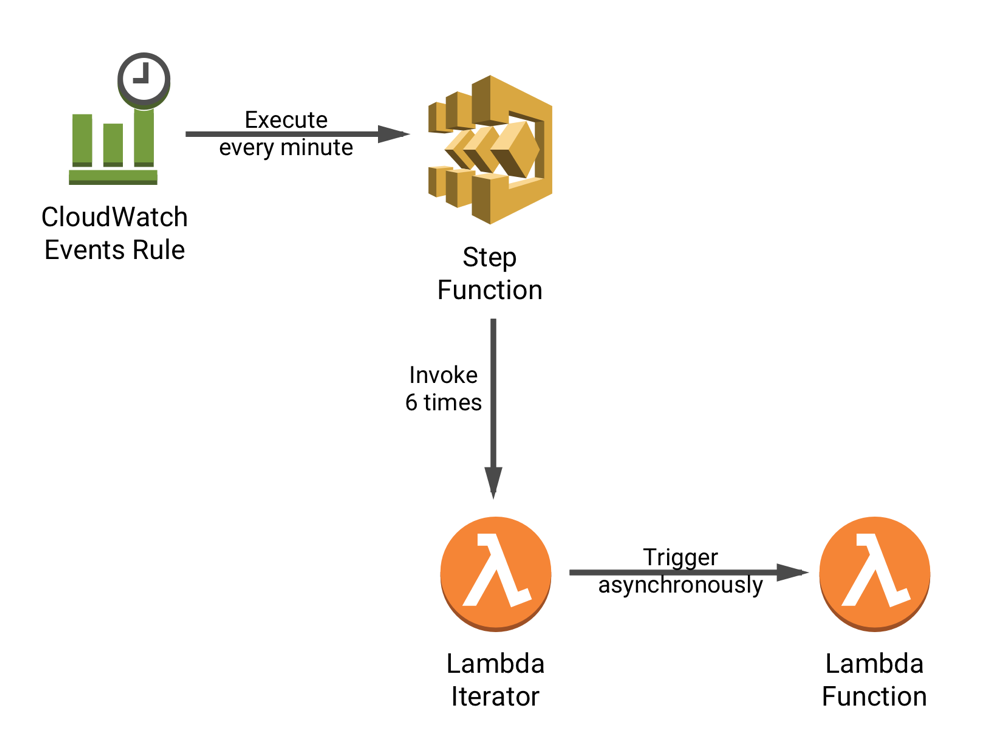 Execute
every minute
CloudWatch
Events Rule
Step
Function
Invoke
6 times
Trigger
asynchronously
Lambda
Iterator
Lambda
Function